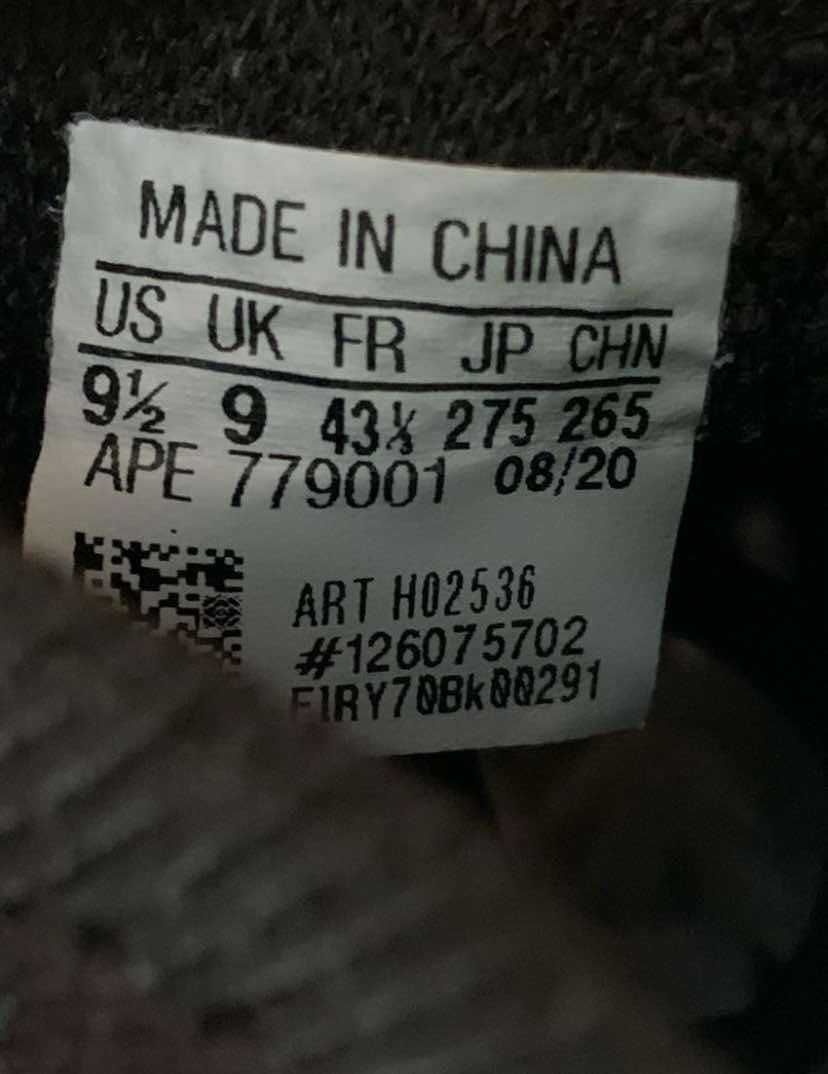 MADE IN CHINA
US UK FR JP CHN
9½ 9 43⅓ 275 265
APE 779001 08/20
ART H02536
#126075702